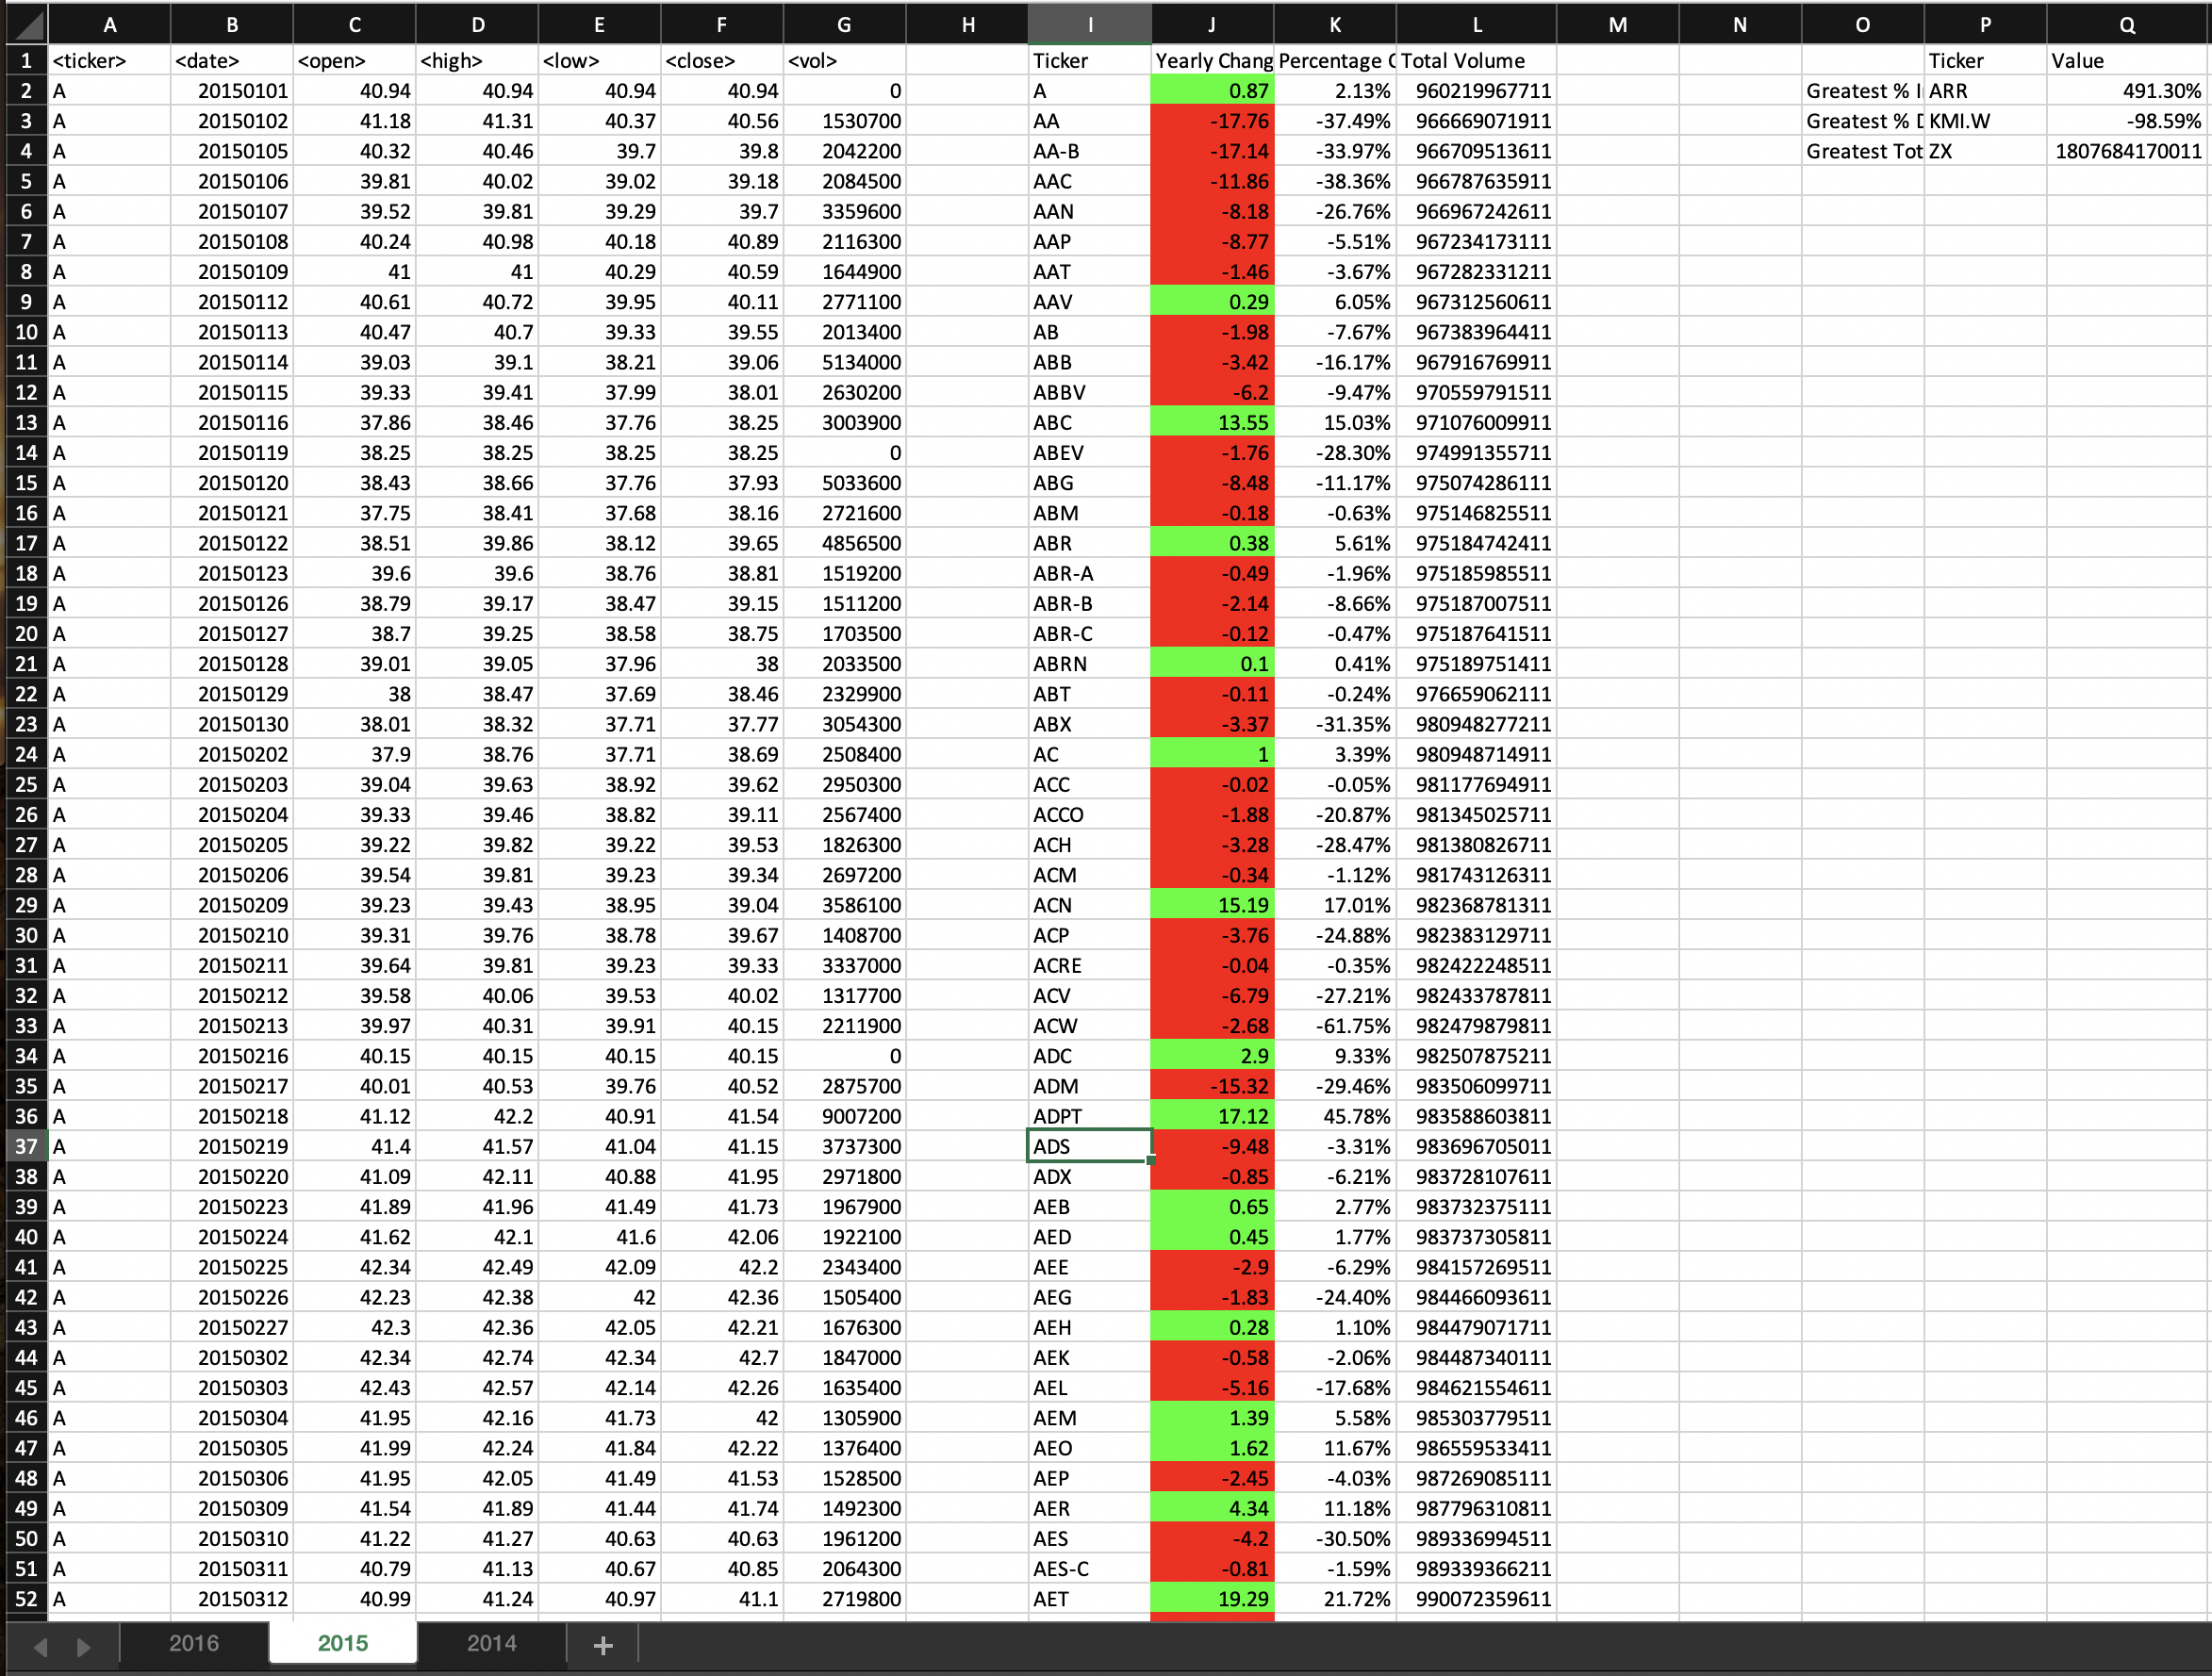 A B C D E F G H I J K L M N O P Q
1 <ticker> <date> <open> <high> <low> <close> <vol> Ticker Yearly Chang Percentage C Total Volume Ticker Value
2 A 20150101 40.94 40.94 40.94 40.94 0 A 0.87 2.13% 960219967711 Greatest % I ARR 491.30%
3 A 20150102 41.18 41.31 40.37 40.56 1530700 AA -17.76 -37.49% 966669071911 Greatest % D KMI.W -98.59%
4 A 20150105 40.32 40.46 39.7 39.8 2042200 AA-B -17.14 -33.97% 966709513611 Greatest Tot ZX 1807684170011
5 A 20150106 39.81 40.02 39.02 39.18 2084500 AAC -11.86 -38.36% 966787635911
6 A 20150107 39.52 39.81 39.29 39.7 3359600 AAN -8.18 -26.76% 966967242611
7 A 20150108 40.24 40.98 40.18 40.89 2116300 AAP -8.77 -5.51% 967234173111
8 A 20150109 41 41 40.29 40.59 1644900 AAT -1.46 -3.67% 967282331211
9 A 20150112 40.61 40.72 39.95 40.11 2771100 AAV 0.29 6.05% 967312560611
10 A 20150113 40.47 40.7 39.33 39.55 2013400 AB -1.98 -7.67% 967383964411
11 A 20150114 39.03 39.1 38.21 39.06 5134000 ABB -3.42 -16.17% 967916769911
12 A 20150115 39.33 39.41 37.99 38.01 2630200 ABBV -6.2 -9.47% 970559791511
13 A 20150116 37.86 38.46 37.76 38.25 3003900 ABC 13.55 15.03% 971076009911
14 A 20150119 38.25 38.25 38.25 38.25 0 ABEV -1.76 -28.30% 974991355711
15 A 20150120 38.43 38.66 37.76 37.93 5033600 ABG -8.48 -11.17% 975074286111
16 A 20150121 37.75 38.41 37.68 38.16 2721600 ABM -0.18 -0.63% 975146825511
17 A 20150122 38.51 39.86 38.12 39.65 4856500 ABR 0.38 5.61% 975184742411
18 A 20150123 39.6 39.6 38.76 38.81 1519200 ABR-A -0.49 -1.96% 975185985511
19 A 20150126 38.79 39.17 38.47 39.15 1511200 ABR-B -2.14 -8.66% 975187007511
20 A 20150127 38.7 39.25 38.58 38.75 1703500 ABR-C -0.12 -0.47% 975187641511
21 A 20150128 39.01 39.05 37.96 38 2033500 ABRN 0.1 0.41% 975189751411
22 A 20150129 38 38.47 37.69 38.46 2329900 ABT -0.11 -0.24% 976659062111
23 A 20150130 38.01 38.32 37.71 37.77 3054300 ABX -3.37 -31.35% 980948277211
24 A 20150202 37.9 38.76 37.71 38.69 2508400 AC 1 3.39% 980948714911
25 A 20150203 39.04 39.63 38.92 39.62 2950300 ACC -0.02 -0.05% 981177694911
26 A 20150204 39.33 39.46 38.82 39.11 2567400 ACCO -1.88 -20.87% 981345025711
27 A 20150205 39.22 39.82 39.22 39.53 1826300 ACH -3.28 -28.47% 981380826711
28 A 20150206 39.54 39.81 39.23 39.34 2697200 ACM -0.34 -1.12% 981743126311
29 A 20150209 39.23 39.43 38.95 39.04 3586100 ACN 15.19 17.01% 982368781311
30 A 20150210 39.31 39.76 38.78 39.67 1408700 ACP -3.76 -24.88% 982383129711
31 A 20150211 39.64 39.81 39.23 39.33 3337000 ACRE -0.04 -0.35% 982422248511
32 A 20150212 39.58 40.06 39.53 40.02 1317700 ACV -6.79 -27.21% 982433787811
33 A 20150213 39.97 40.31 39.91 40.15 2211900 ACW -2.68 -61.75% 982479879811
34 A 20150216 40.15 40.15 40.15 40.15 0 ADC 2.9 9.33% 982507875211
35 A 20150217 40.01 40.53 39.76 40.52 2875700 ADM -15.32 -29.46% 983506099711
36 A 20150218 41.12 42.2 40.91 41.54 9007200 ADPT 17.12 45.78% 983588603811
37 A 20150219 41.4 41.57 41.04 41.15 3737300 ADS -9.48 -3.31% 983696705011
38 A 20150220 41.09 42.11 40.88 41.95 2971800 ADX -0.85 -6.21% 983728107611
39 A 20150223 41.89 41.96 41.49 41.73 1967900 AEB 0.65 2.77% 983732375111
40 A 20150224 41.62 42.1 41.6 42.06 1922100 AED 0.45 1.77% 983737305811
41 A 20150225 42.34 42.49 42.09 42.2 2343400 AEE -2.9 -6.29% 984157269511
42 A 20150226 42.23 42.38 42 42.36 1505400 AEG -1.83 -24.40% 984466093611
43 A 20150227 42.3 42.36 42.05 42.21 1676300 AEH 0.28 1.10% 984479071711
44 A 20150302 42.34 42.74 42.34 42.7 1847000 AEK -0.58 -2.06% 984487340111
45 A 20150303 42.43 42.57 42.14 42.26 1635400 AEL -5.16 -17.68% 984621554611
46 A 20150304 41.95 42.16 41.73 42 1305900 AEM 1.39 5.58% 985303779511
47 A 20150305 41.99 42.24 41.84 42.22 1376400 AEO 1.62 11.67% 986559533411
48 A 20150306 41.95 42.05 41.49 41.53 1528500 AEP -2.45 -4.03% 987269085111
49 A 20150309 41.54 41.89 41.44 41.74 1492300 AER 4.34 11.18% 987796310811
50 A 20150310 41.22 41.27 40.63 40.63 1961200 AES -4.2 -30.50% 989336994511
51 A 20150311 40.79 41.13 40.67 40.85 2064300 AES-C -0.81 -1.59% 989339366211
52 A 20150312 40.99 41.24 40.97 41.1 2719800 AET 19.29 21.72% 990072359611
2016 2015 2014 +